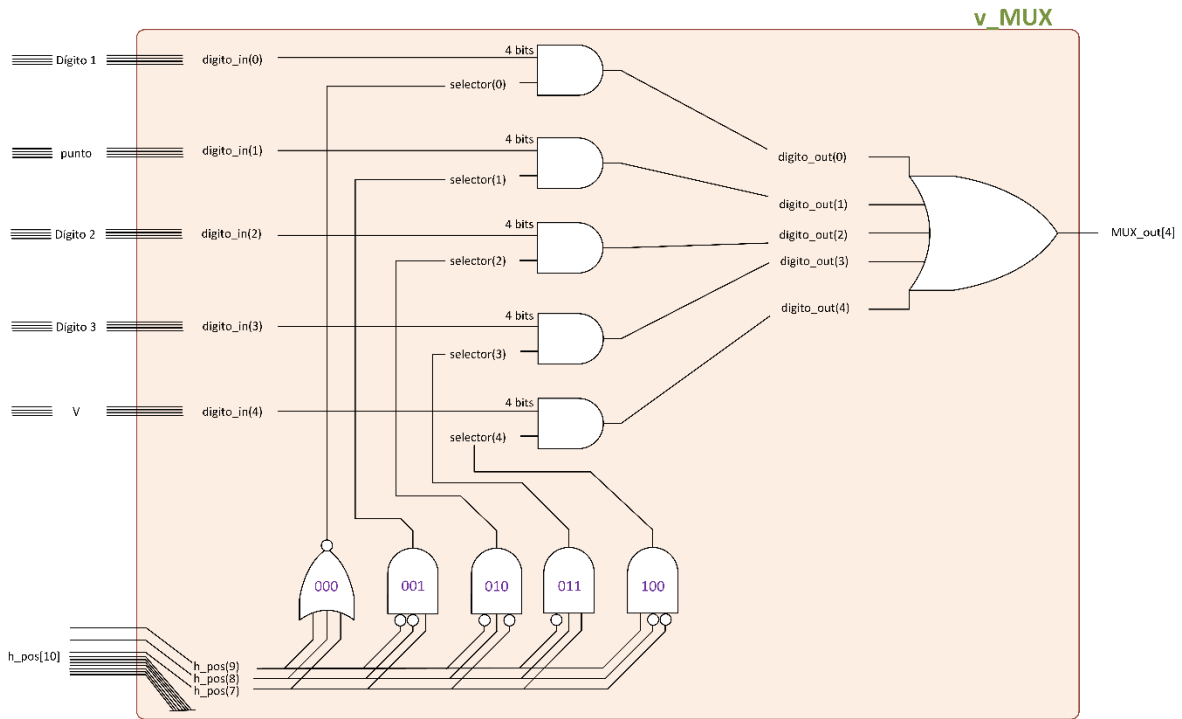 v_MUX
Dígito 1
digito_in(0)
4 bits
selector(0)
punto
digito_in(1)
4 bits
selector(1)
digito_out(0)
digito_out(1)
Dígito 2
digito_in(2)
4 bits
selector(2)
digito_out(2)
MUX_out[4]
digito_out(3)
Dígito 3
digito_in(3)
4 bits
selector(3)
digito_out(4)
V
digito_in(4)
4 bits
selector(4)
000
001
010
011
100
h_pos[10]
h_pos(9)
h_pos(8)
h_pos(7)